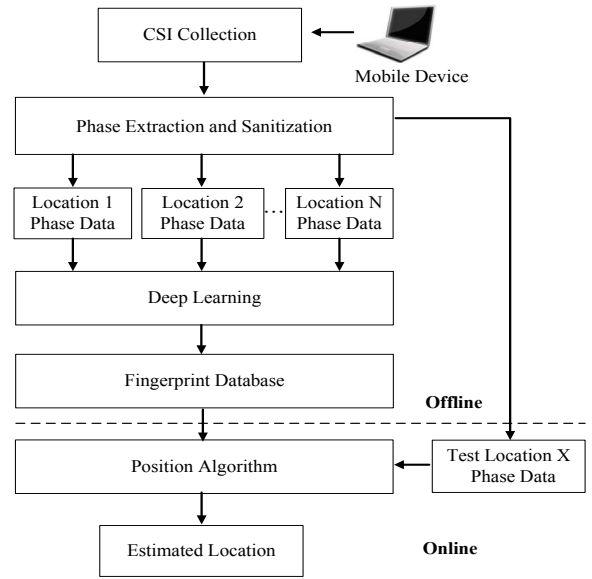 CSI Collection
Mobile Device
Phase Extraction and Sanitization
Location 1
Phase Data
Location 2
Phase Data
...
Location N
Phase Data
Deep Learning
Fingerprint Database
Offline
Position Algorithm
Test Location X
Phase Data
Estimated Location
Online